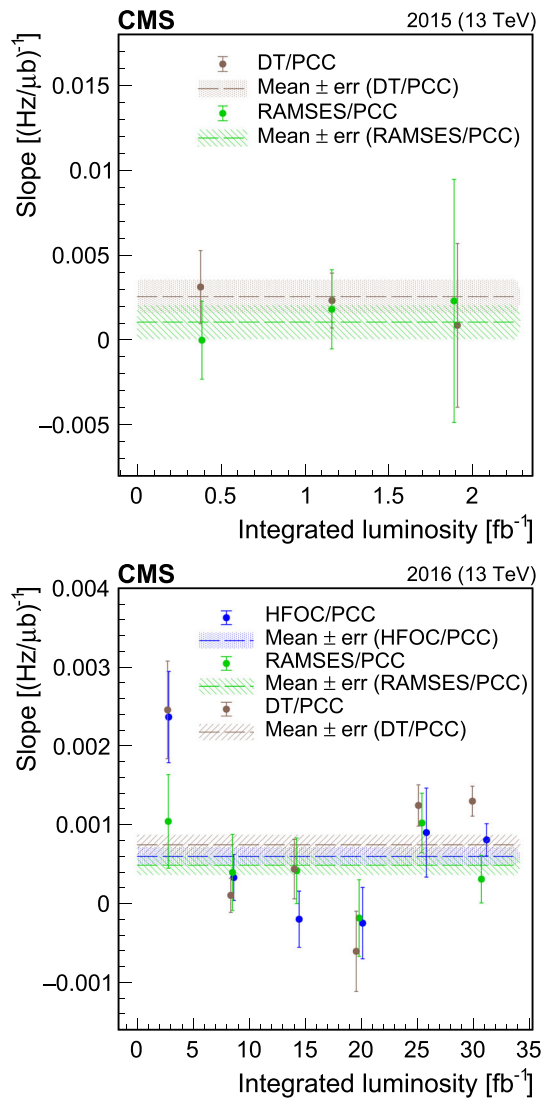 CMS 2015 (13 TeV)
Slope [(Hz/μb)⁻¹]
DT/PCC
Mean ± err (DT/PCC)
RAMSES/PCC
Mean ± err (RAMSES/PCC)
0.015
0.01
0.005
0
−0.005
0 0.5 1 1.5 2
Integrated luminosity [fb⁻¹]
CMS 2016 (13 TeV)
Slope [(Hz/μb)⁻¹]
HFOC/PCC
Mean ± err (HFOC/PCC)
RAMSES/PCC
Mean ± err (RAMSES/PCC)
DT/PCC
Mean ± err (DT/PCC)
0.004
0.003
0.002
0.001
0
−0.001
0 5 10 15 20 25 30 35
Integrated luminosity [fb⁻¹]